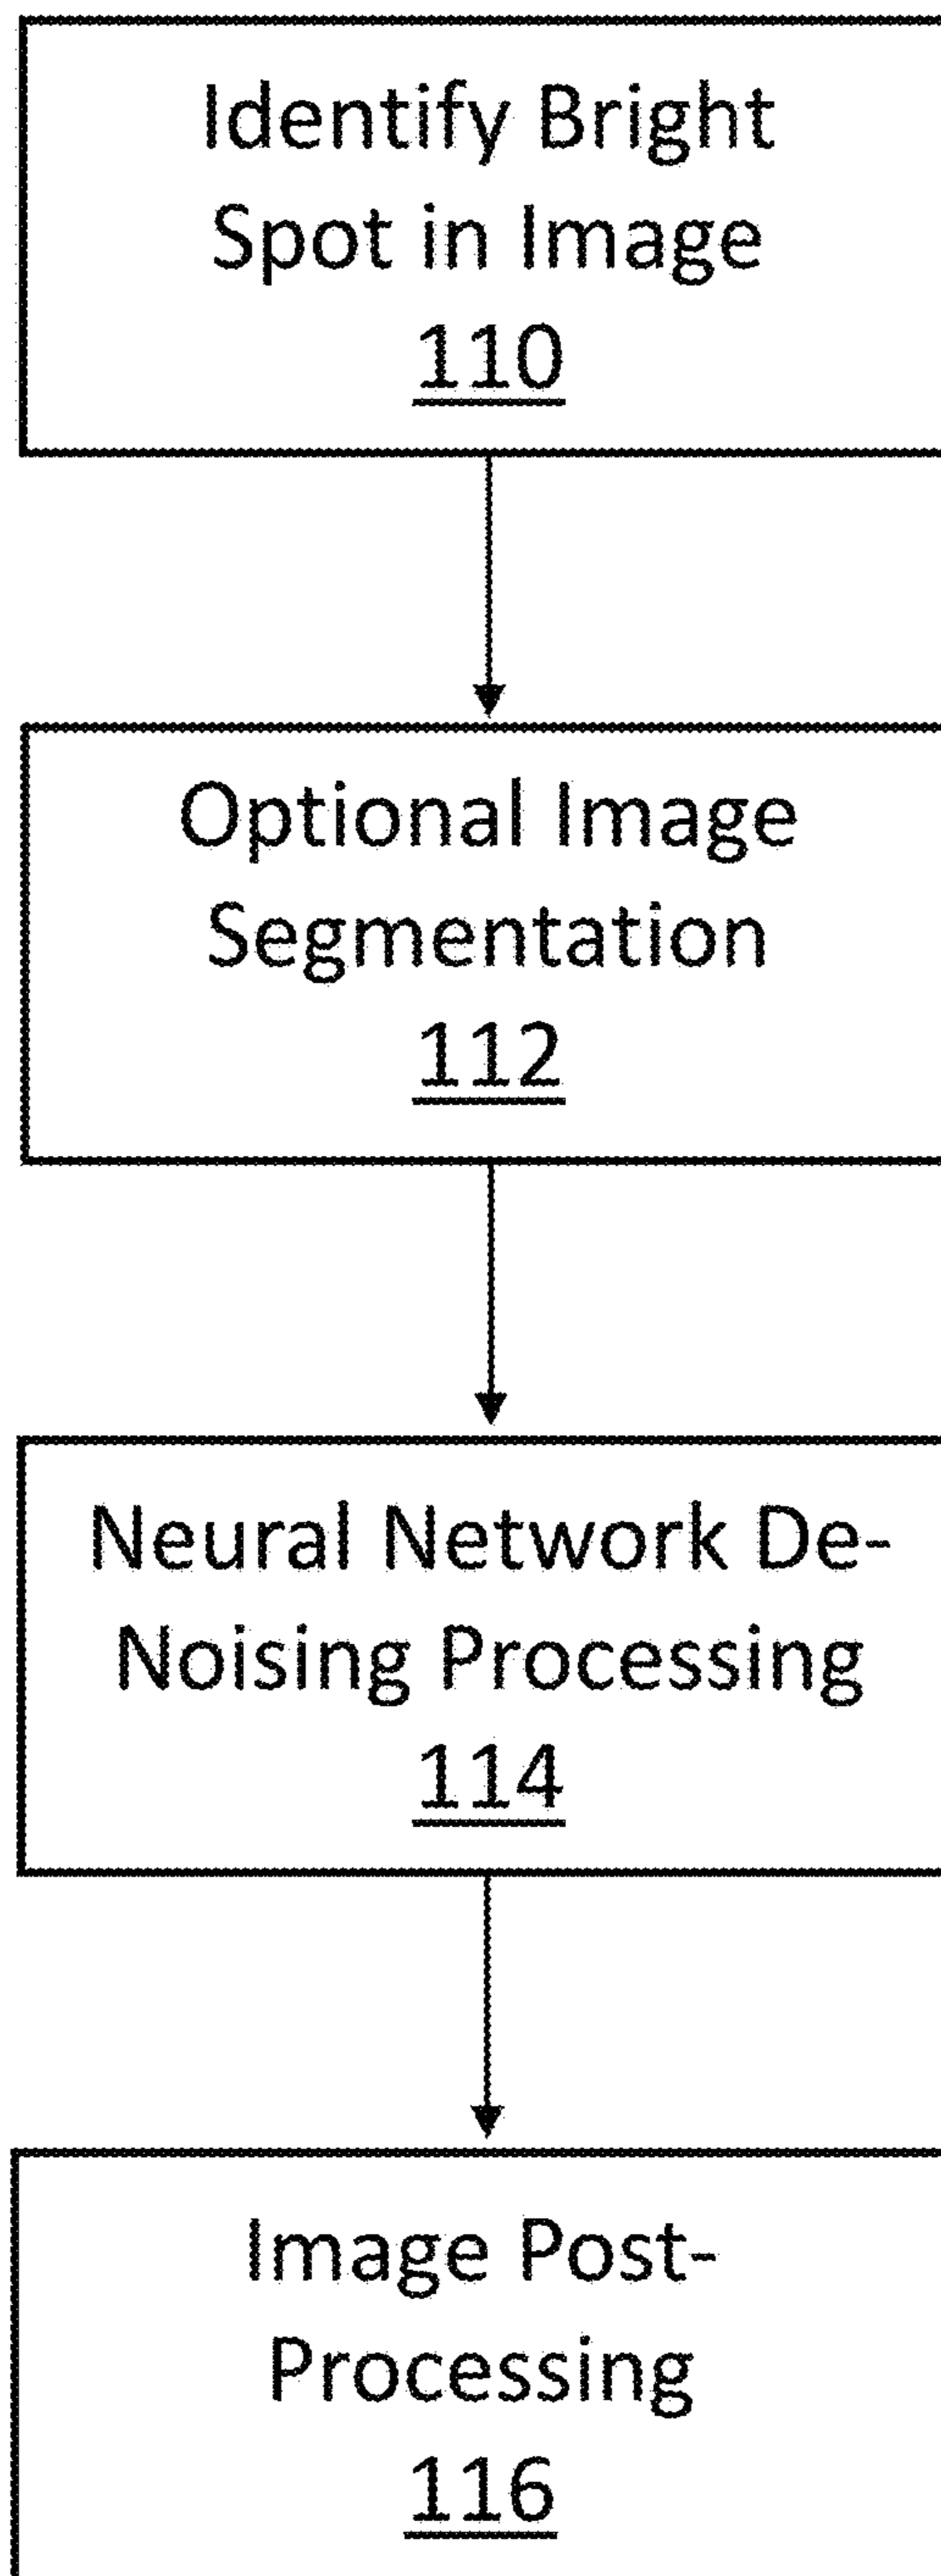 Identify Bright
Spot in Image
110
Optional Image
Segmentation
112
Neural Network De-
Noising Processing
114
Image Post-
Processing
116